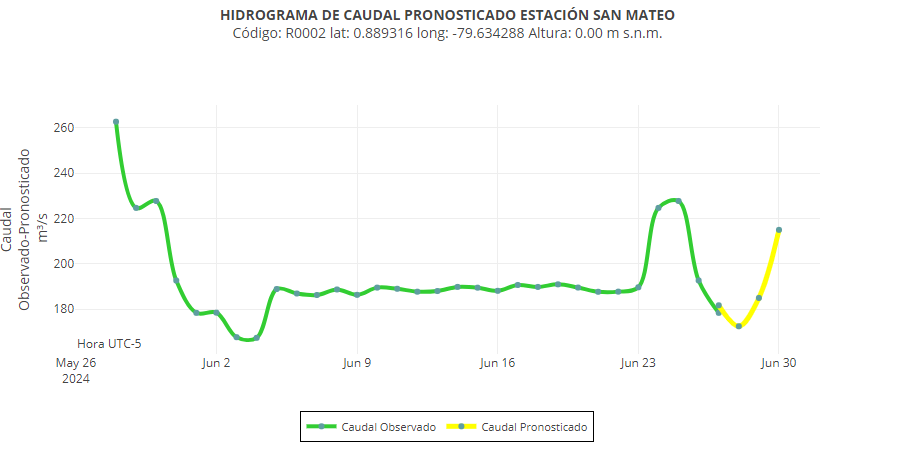 HIDROGRAMA DE CAUDAL PRONOSTICADO ESTACIÓN SAN MATEO
Código: R0002 lat: 0.889316 long: -79.634288 Altura: 0.00 m s.n.m.
Caudal
Observado-Pronosticado
m³/s
260
240
220
200
180
Hora UTC-5
May 26
2024
Jun 2
Jun 9
Jun 16
Jun 23
Jun 30
Caudal Observado
Caudal Pronosticado